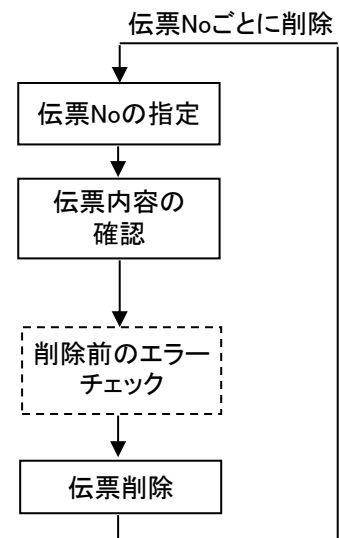 伝票Noごとに削除
伝票Noの指定
伝票内容の
確認
削除前のエラー
チェック
伝票削除